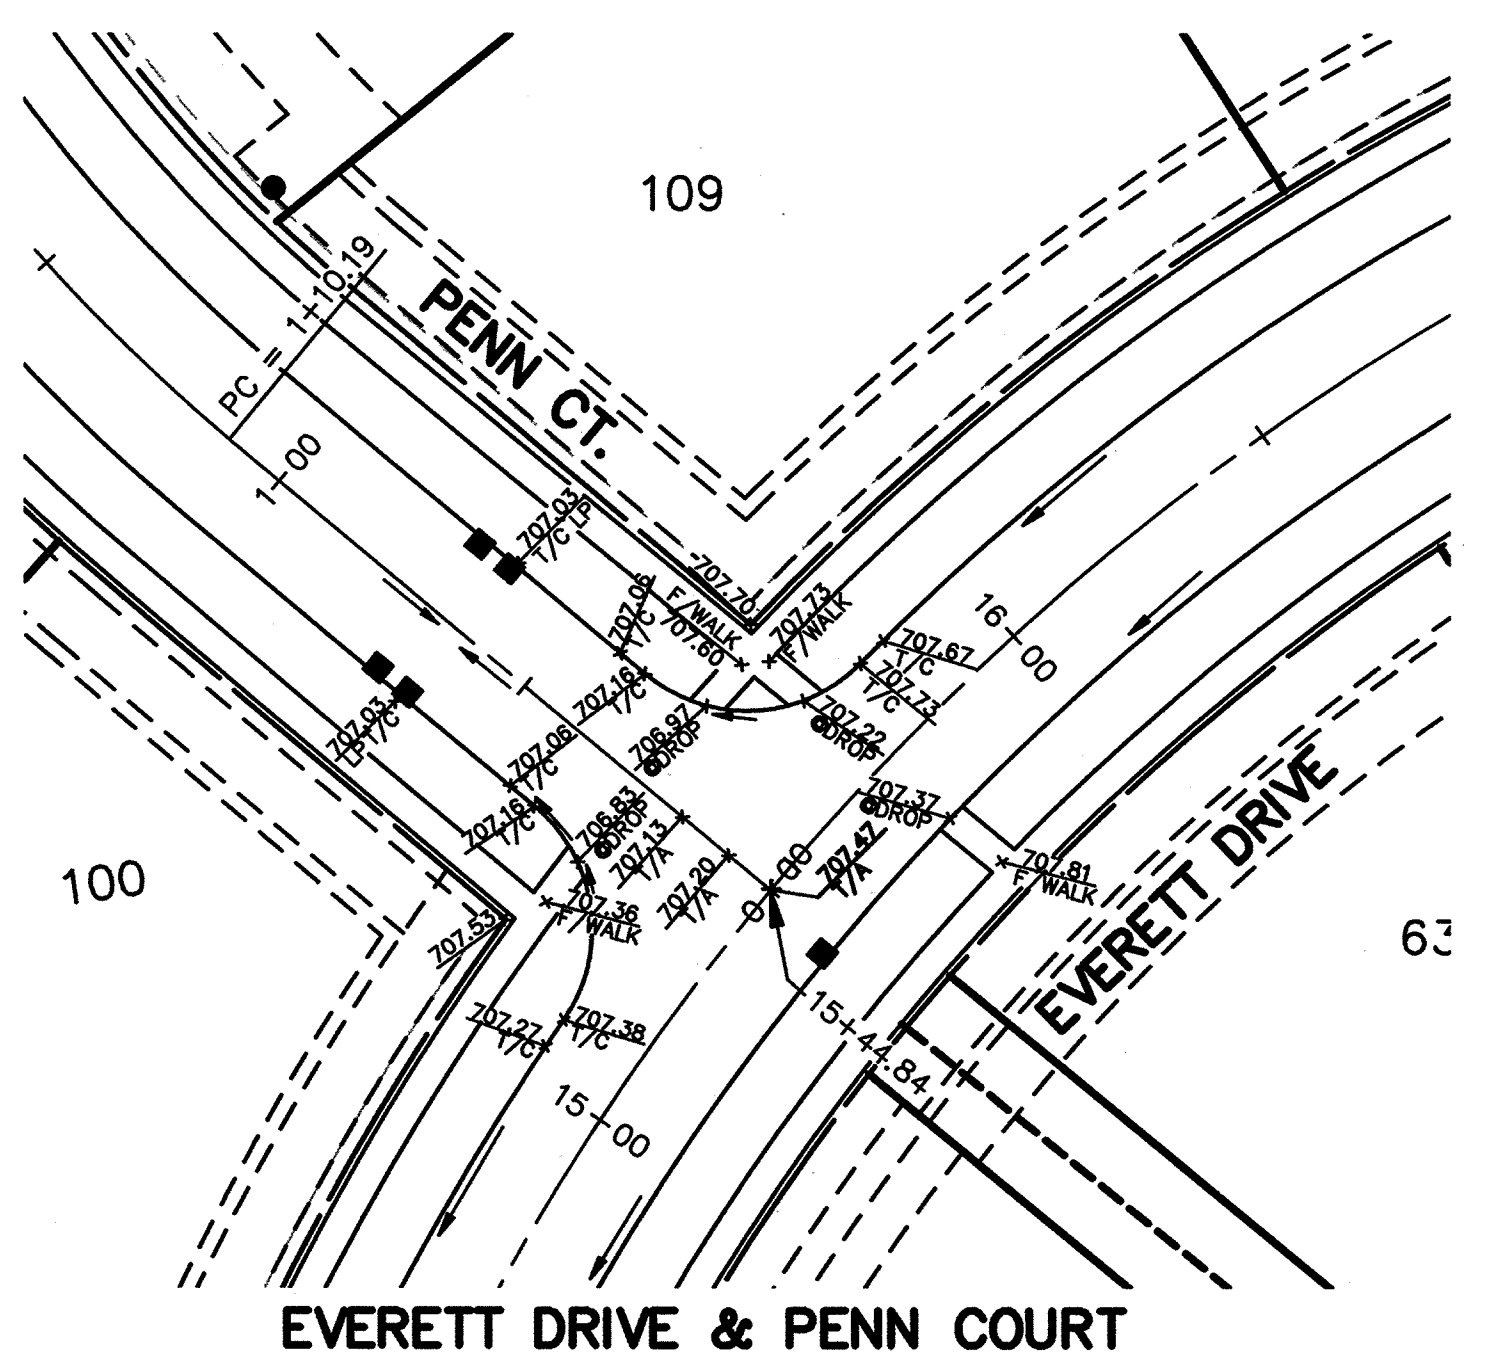 109
PENN CT.
PC = 1+10.19
1+00
707.03
T/C LP
707.06
T/C
707.70
F/WALK
707.60
707.73
F/WALK
707.67
T/C
707.73
T/C
16+00
707.16
T/C
706.97
DROP
707.22
DROP
707.03
LP T/C
707.06
T/C
707.16
T/C
706.83
DROP
707.13
T/A
707.20
T/A
707.37
DROP
707.47
T/A
0+00
707.81
F/WALK
EVERETT DRIVE
100
707.36
F/WALK
707.53
63
707.27
T/C
707.38
T/C
15+44.84
15+00
EVERETT DRIVE & PENN COURT